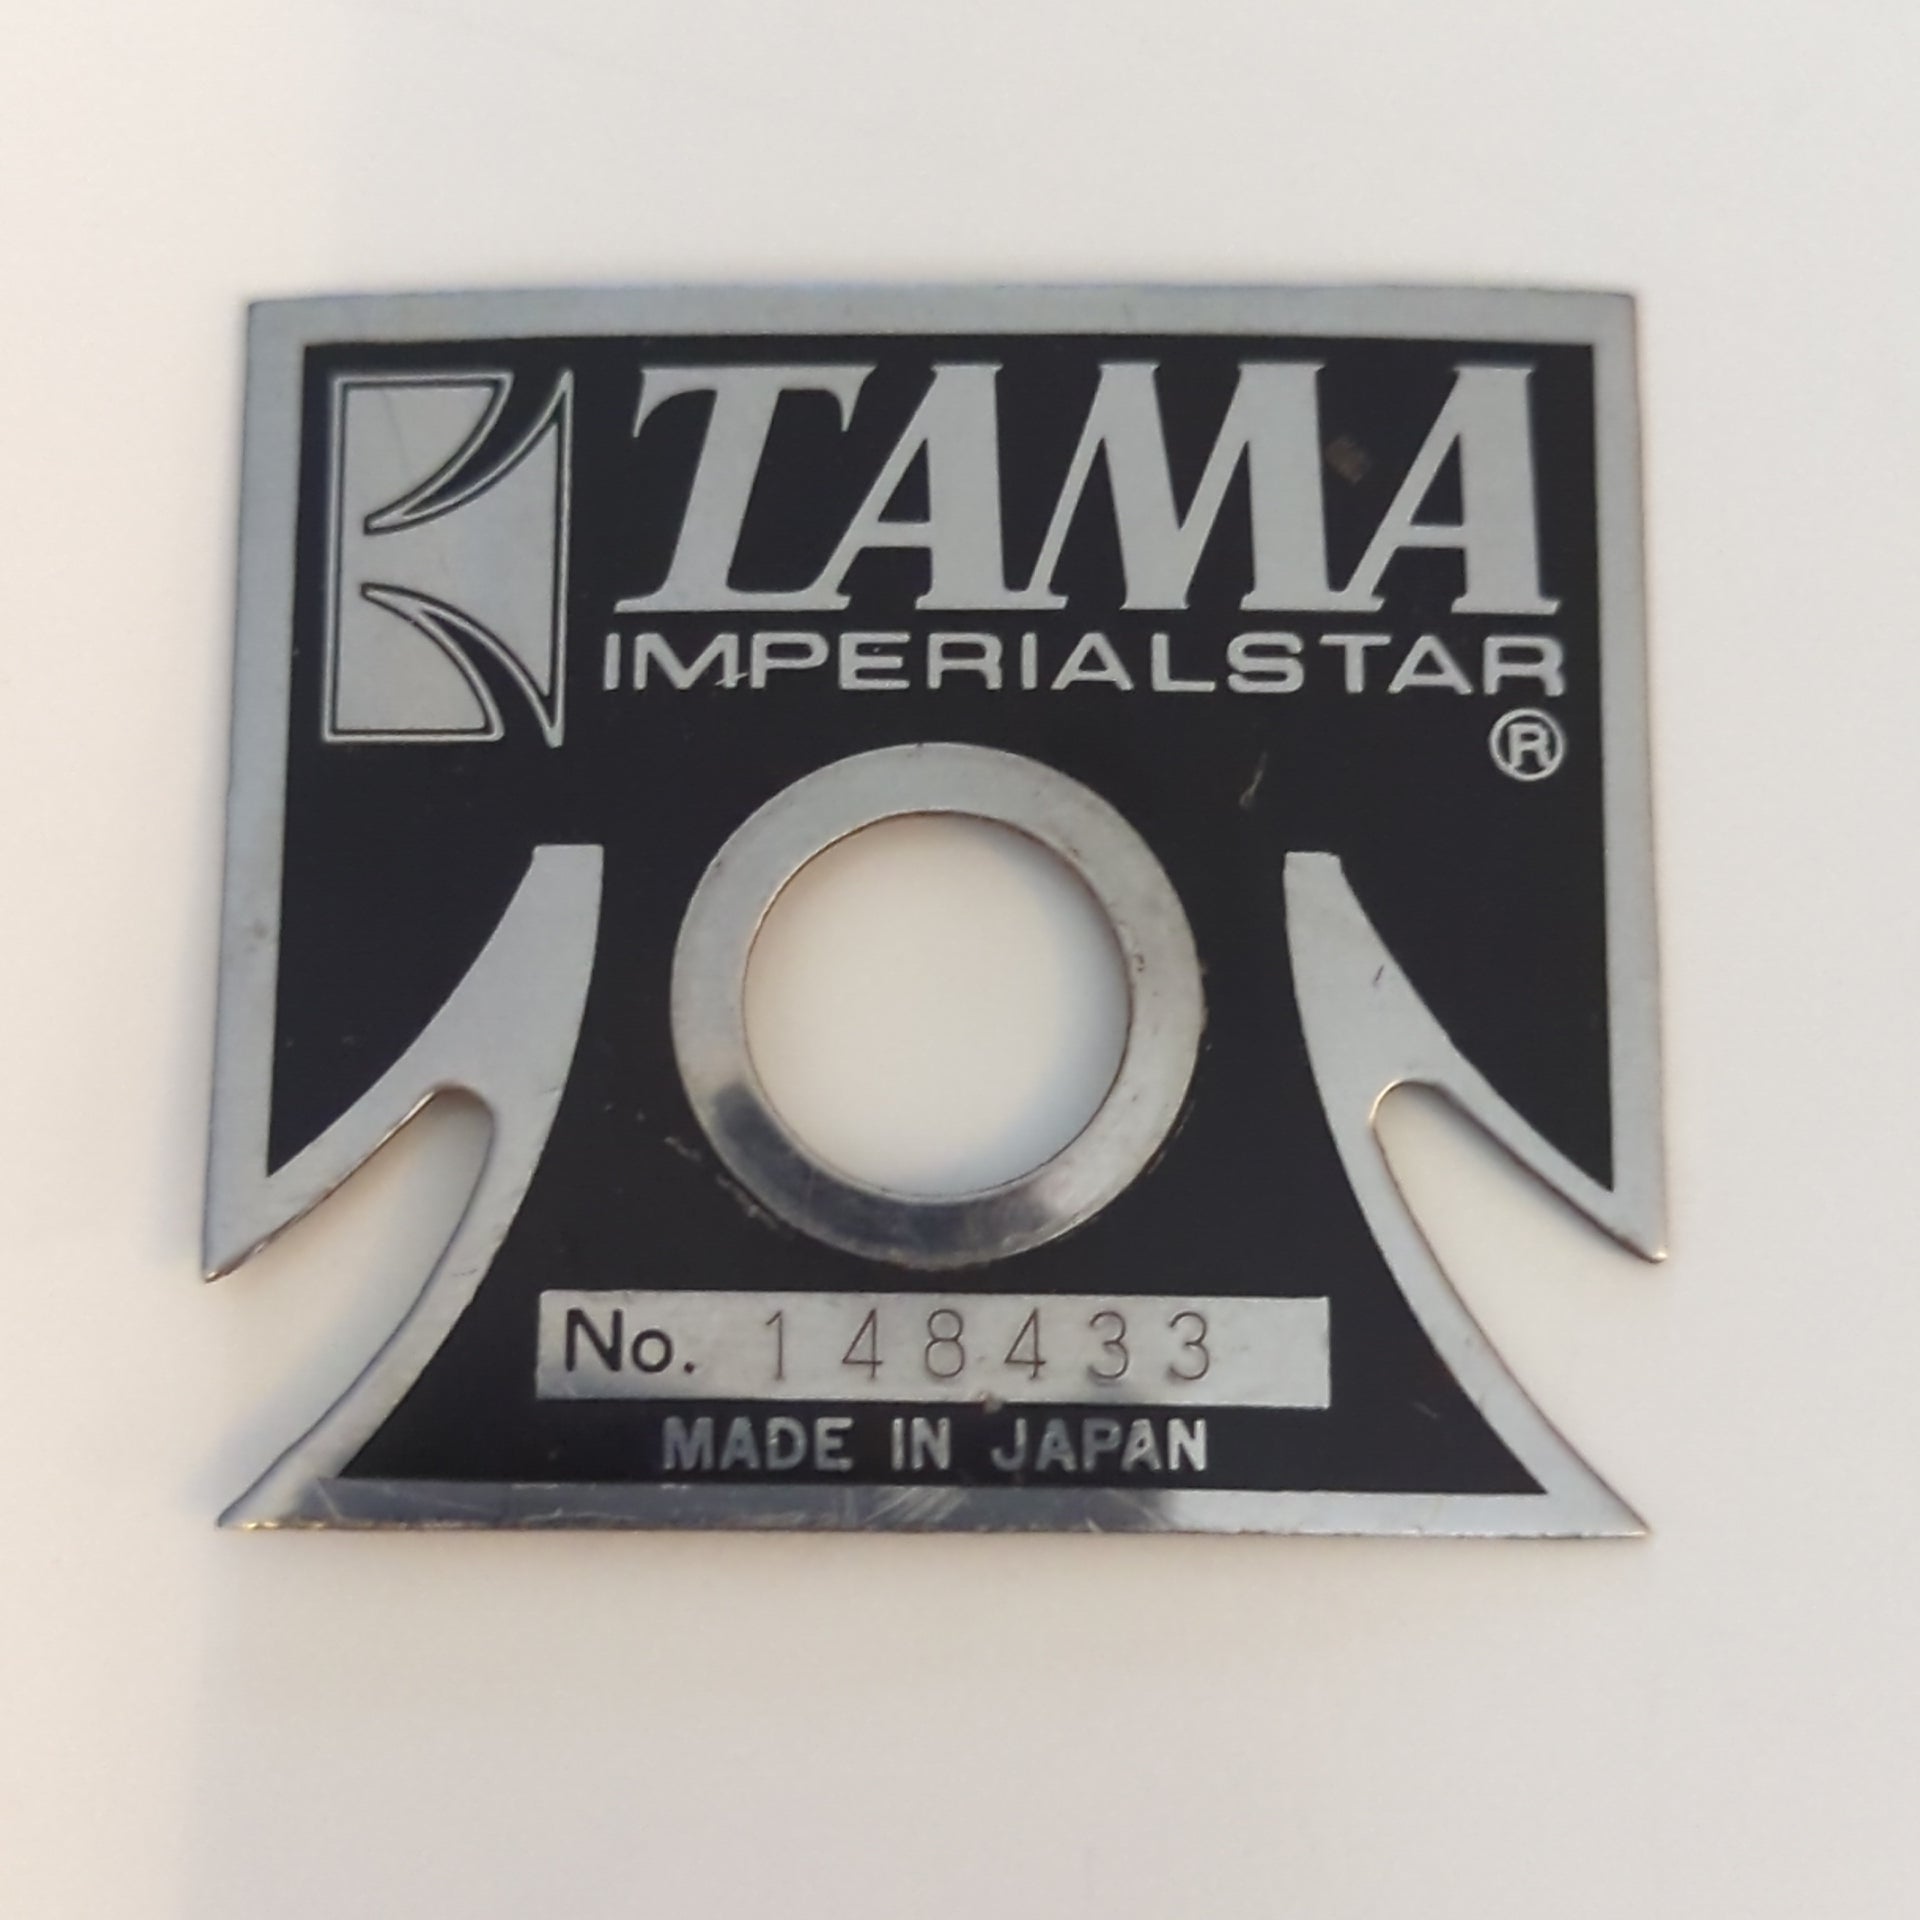 TAMA
IMPERIALSTAR
®
No. 148433
MADE IN JAPAN